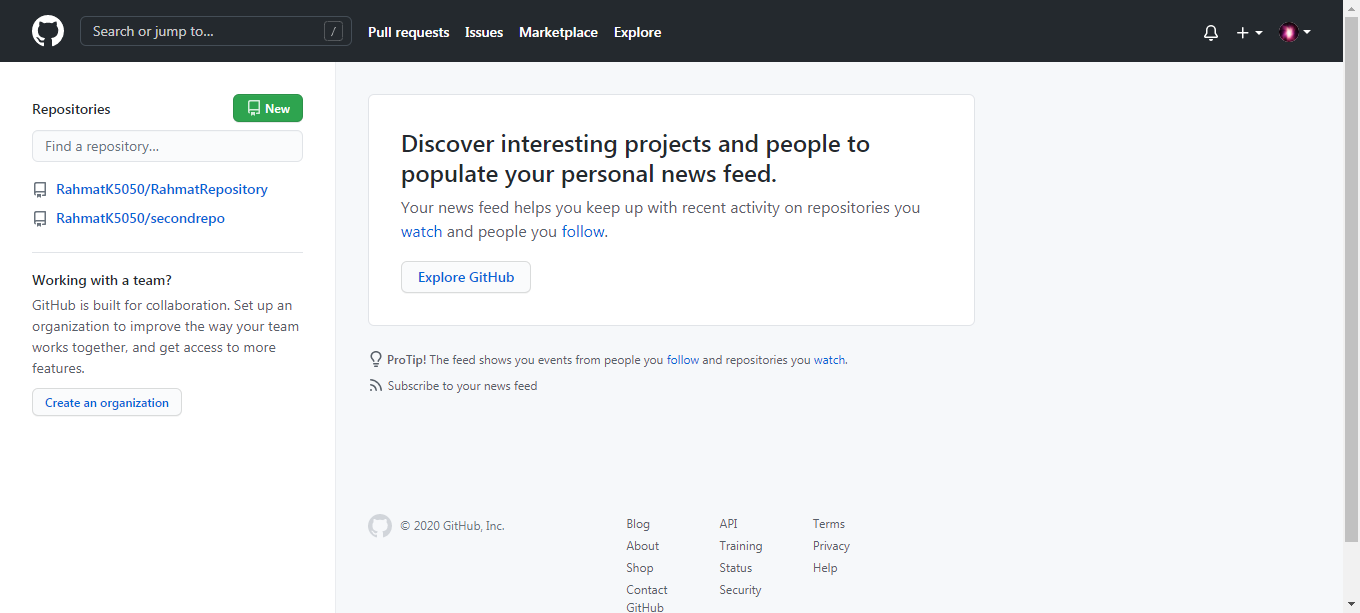 Search or jump to... /
Pull requests Issues Marketplace Explore
Repositories
New
Find a repository...
RahmatK5050/RahmatRepository
RahmatK5050/secondrepo
Working with a team?
GitHub is built for collaboration. Set up an
organization to improve the way your team
works together, and get access to more
features.
Create an organization
Discover interesting projects and people to
populate your personal news feed.
Your news feed helps you keep up with recent activity on repositories you
watch and people you follow.
Explore GitHub
ProTip! The feed shows you events from people you follow and repositories you watch.
Subscribe to your news feed
© 2020 GitHub, Inc.
Blog
About
Shop
Contact
GitHub
API
Training
Status
Security
Terms
Privacy
Help